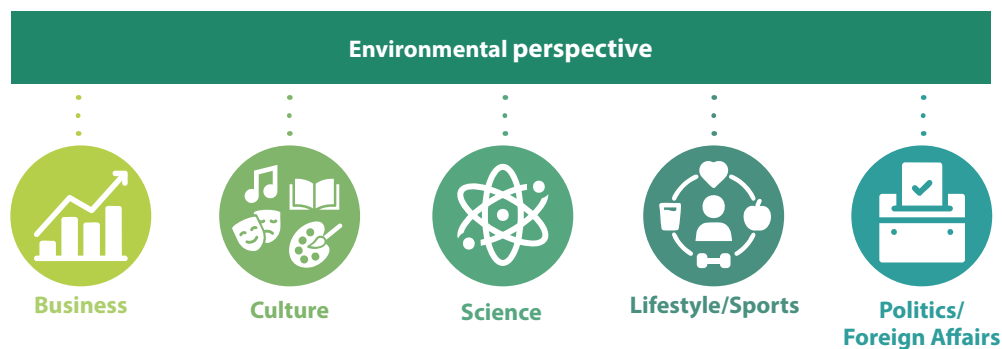 Environmental perspective
Business
Culture
Science
Lifestyle/Sports
Politics/
Foreign Affairs